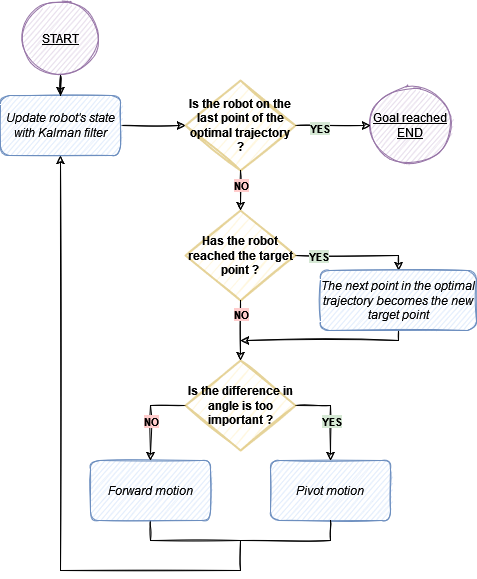 START
Update robot's state
with Kalman filter
Is the robot on the
last point of the
optimal trajectory
?
YES
Goal reached
END
NO
Has the robot
reached the target
point ?
YES
The next point in the optimal
trajectory becomes the new
target point
NO
Is the difference in
angle is too
important ?
NO
YES
Forward motion
Pivot motion